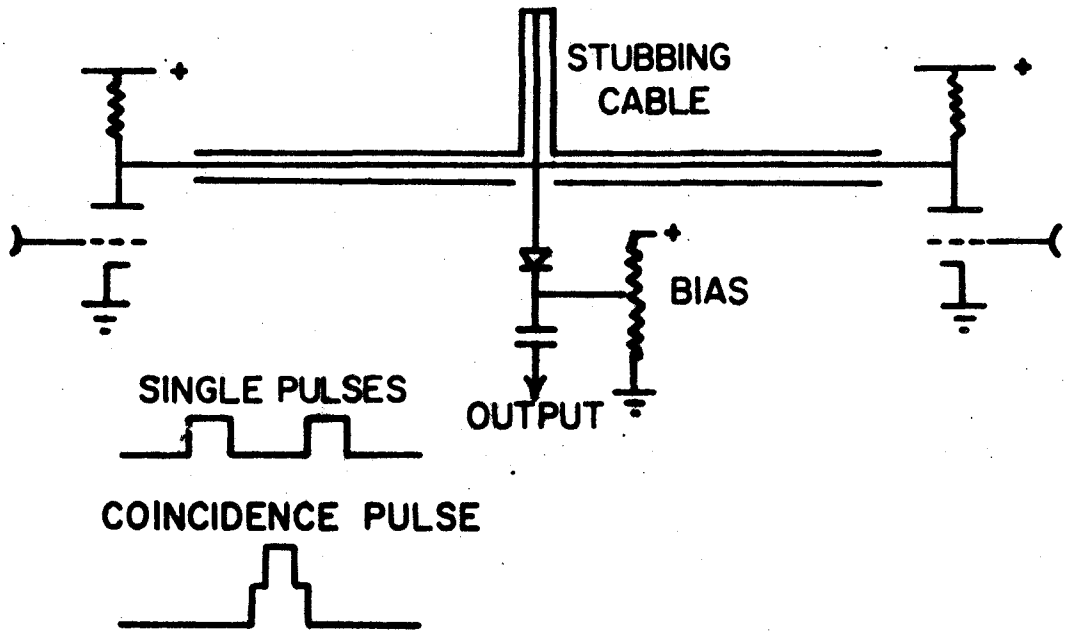 STUBBING
CABLE
+
+
+
BIAS
OUTPUT
SINGLE PULSES
COINCIDENCE PULSE